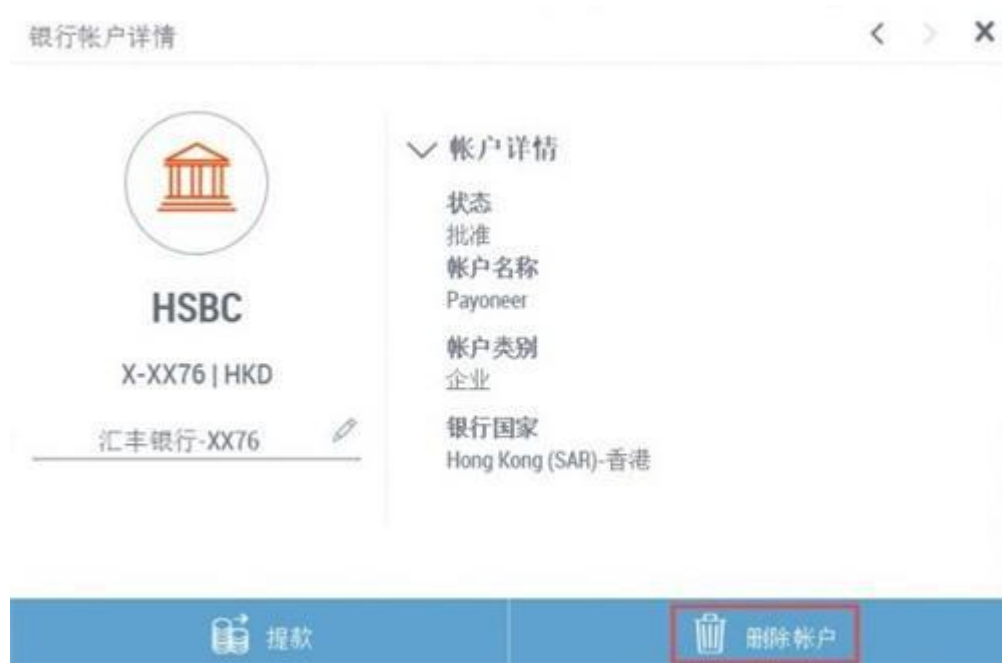 银行帐户详情
HSBC
X-XX76 | HKD
汇丰银行-XX76
帐户详情
状态
批准
帐户名称
Payoneer
帐户类别
企业
银行国家
Hong Kong (SAR)-香港
提款
删除帐户